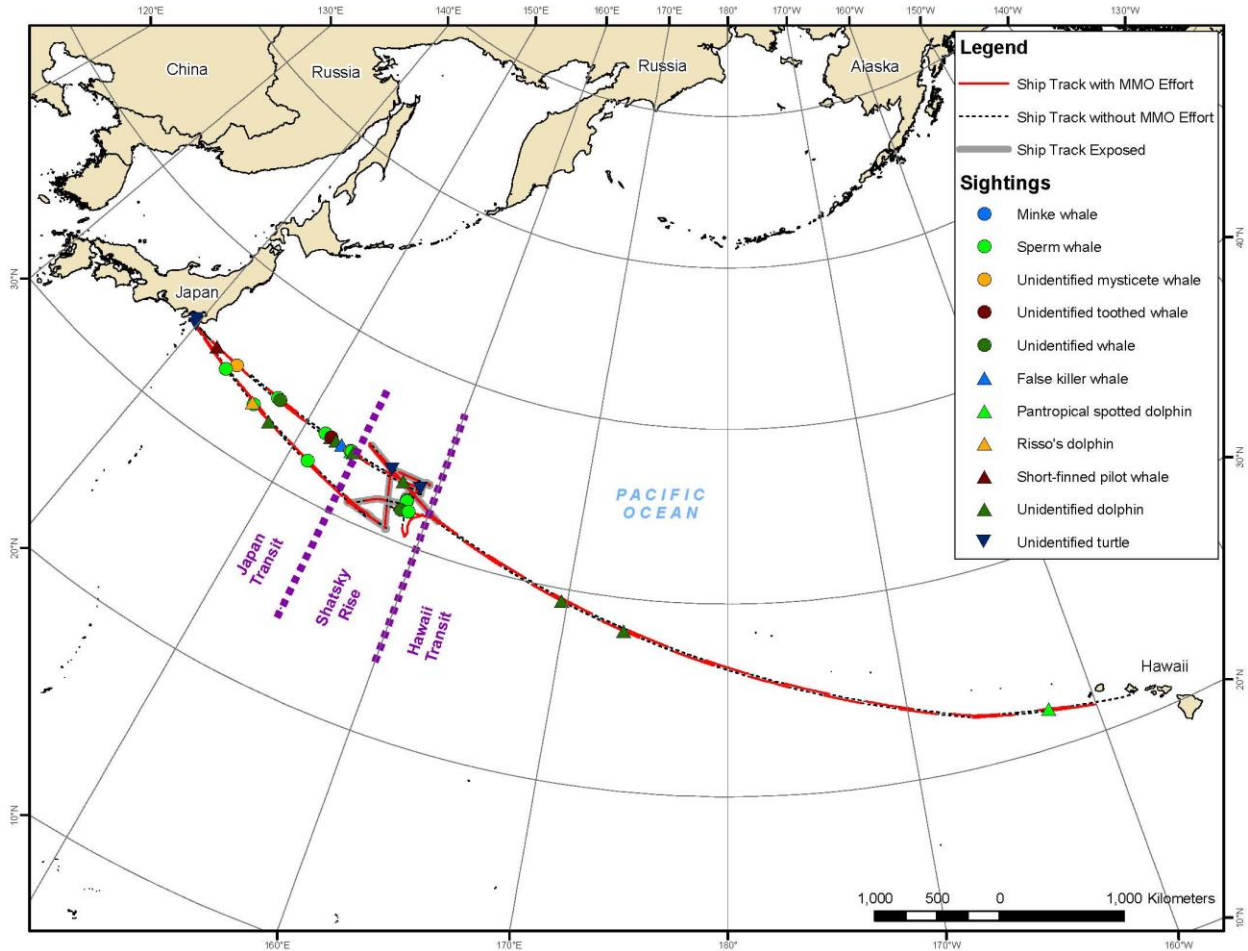 120°E
130°E
140°E
150°E
160°E
170°E
180°
170°W
160°W
150°W
140°W
130°W
China
Russia
Russia
Alaska
Japan
30°N
20°N
10°N
40°N
30°N
20°N
10°N
Legend
Ship Track with MMO Effort
Ship Track without MMO Effort
Ship Track Exposed
Sightings
Minke whale
Sperm whale
Unidentified mysticete whale
Unidentified toothed whale
Unidentified whale
False killer whale
Pantropical spotted dolphin
Risso's dolphin
Short-finned pilot whale
Unidentified dolphin
Unidentified turtle
PACIFIC
OCEAN
Japan
Transit
Shatsky
Rise
Hawaii
Transit
Hawaii
1,000 500 0 1,000 Kilometers
160°E
170°E
180°
170°W
160°W